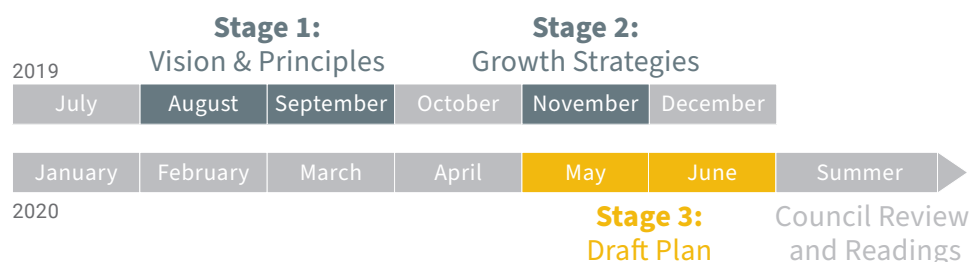 Stage 1: Stage 2:
Vision & Principles Growth Strategies
2019
July August September October November December
January February March April May June Summer
2020
Stage 3: Council Review
Draft Plan and Readings